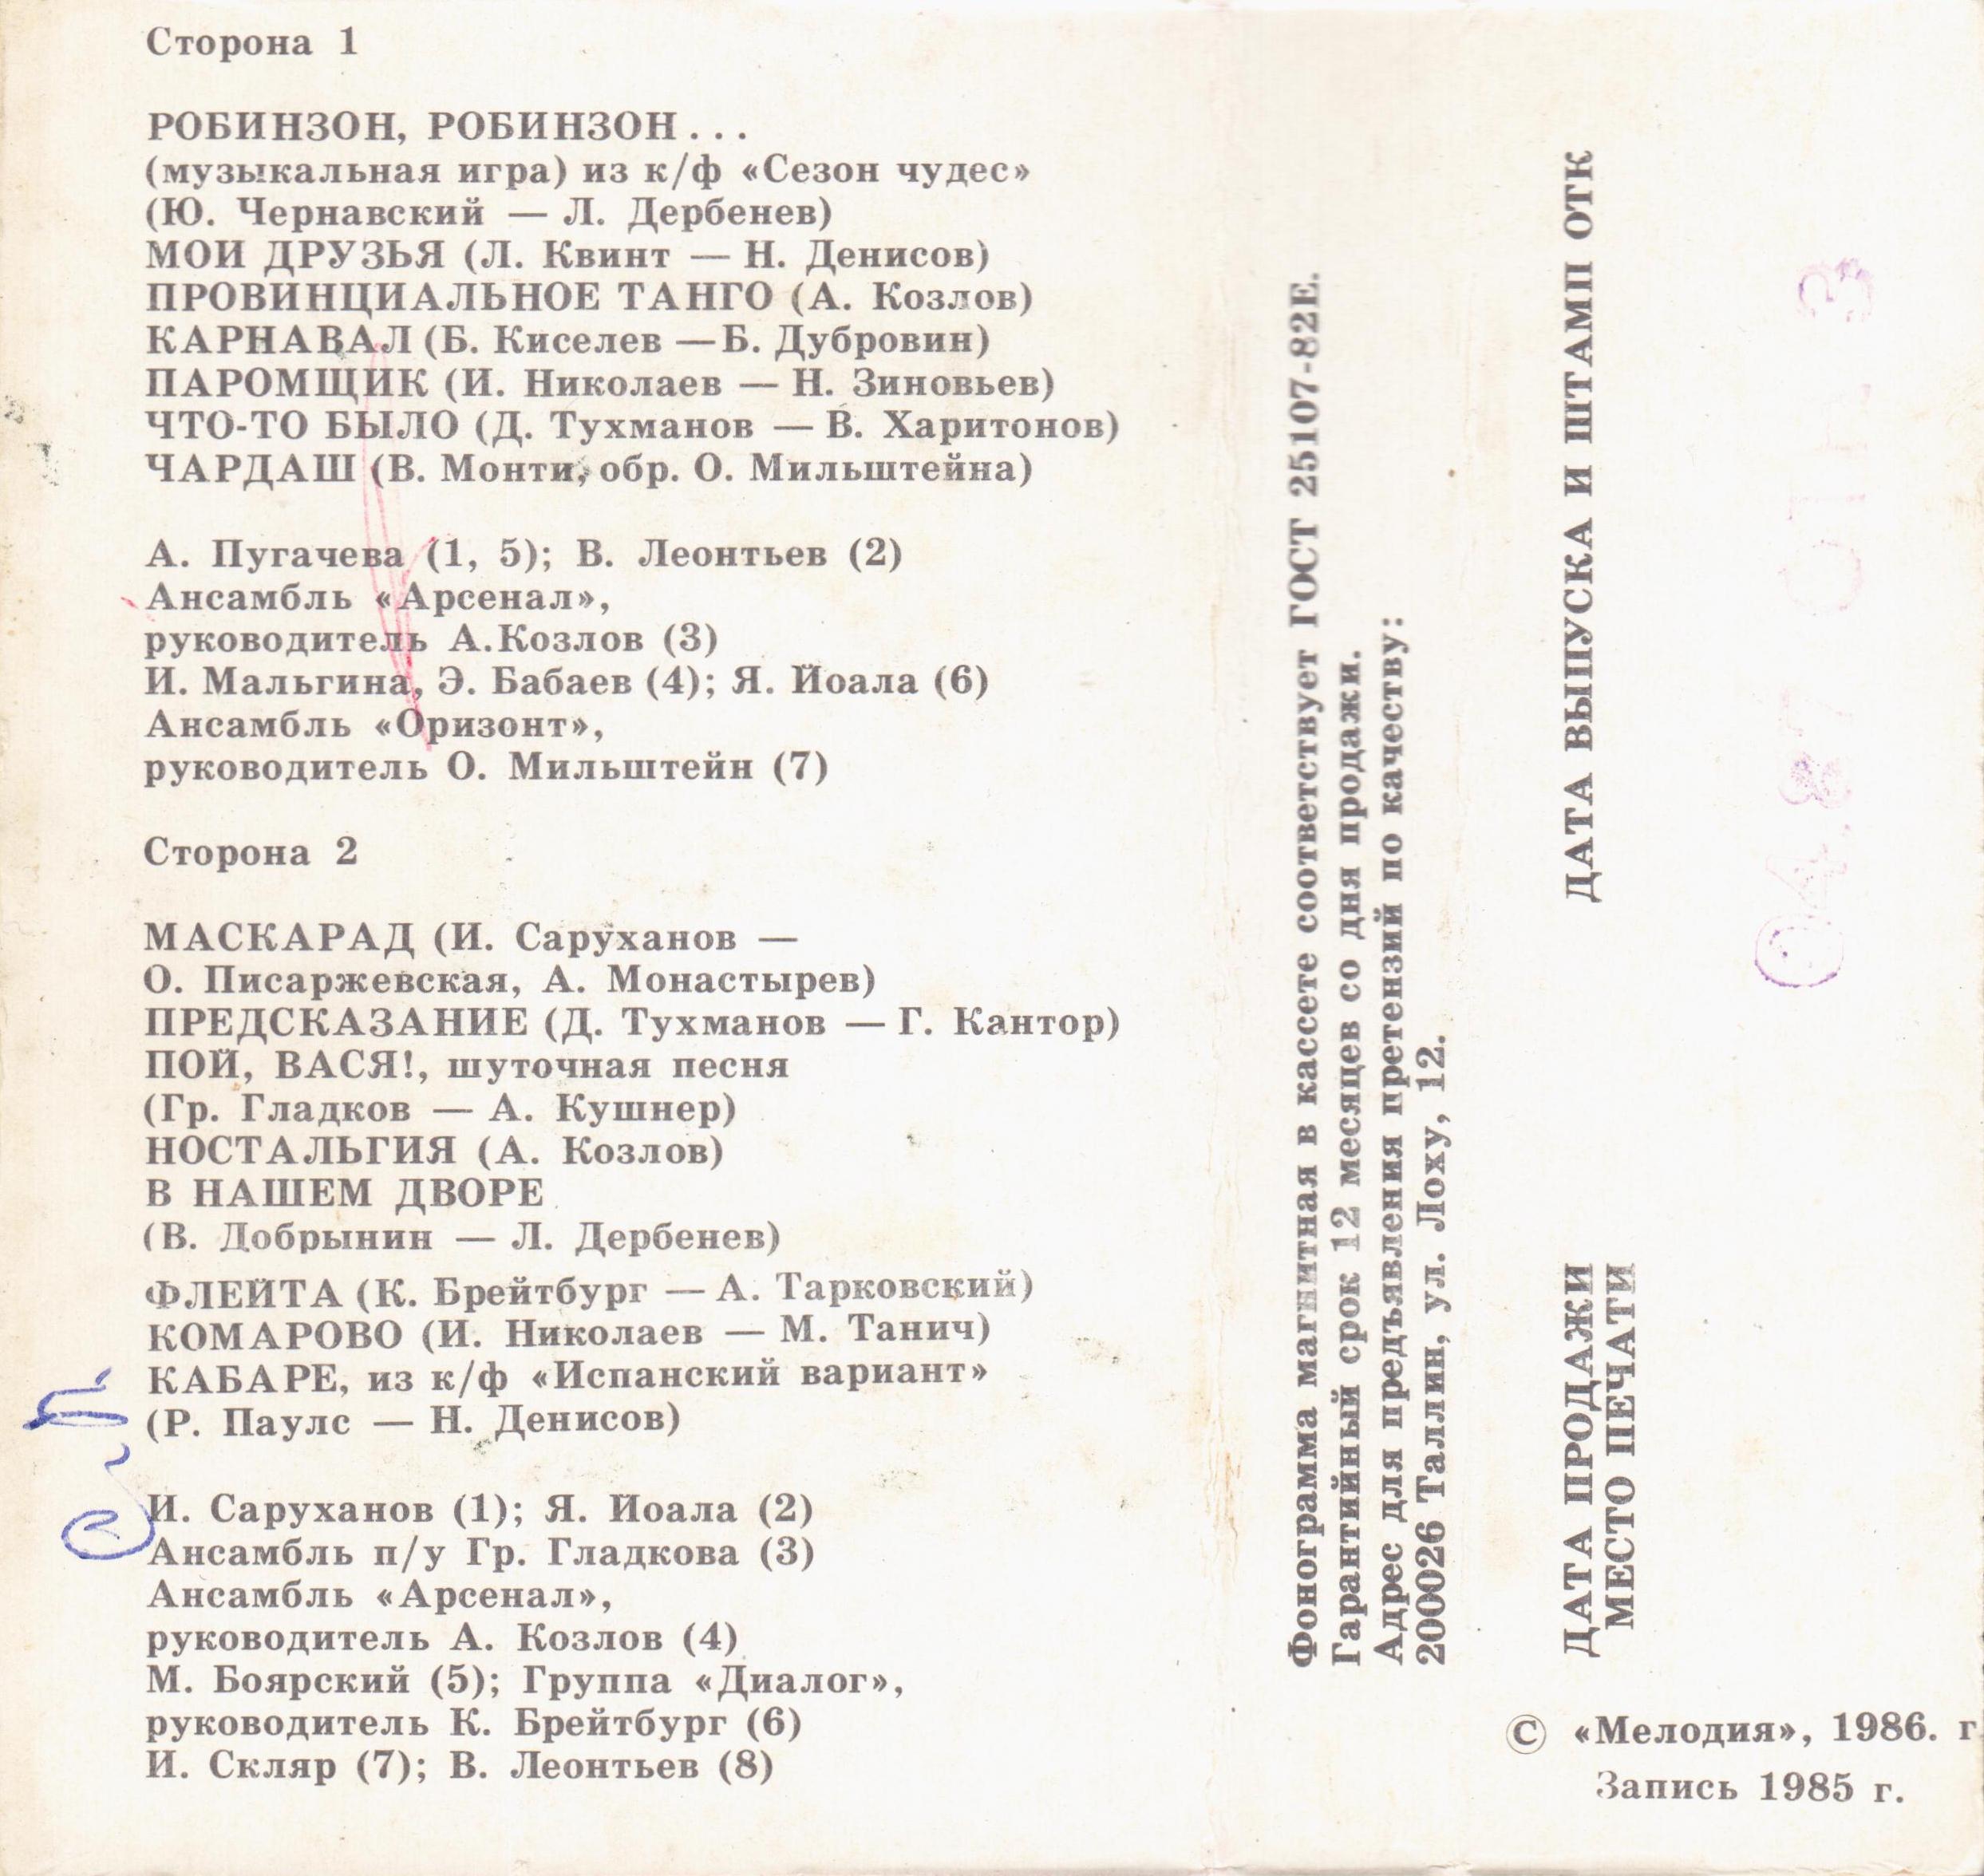 Сторона 1
РОБИНЗОН, РОБИНЗОН...
(музыкальная игра) из к/ф «Сезон чудес»
(Ю. Чернавский — Л. Дербенев)
МОИ ДРУЗЬЯ (Л. Квинт — Н. Денисов)
ПРОВИНЦИАЛЬНОЕ ТАНГО (А. Козлов)
КАРНАВАЛ (Б. Киселев — Б. Дубровин)
ПАРОМЩИК (И. Николаев — Н. Зиновьев)
ЧТО-ТО БЫЛО (Д. Тухманов — В. Харитонов)
ЧАРДАШ (В. Монти, обр. О. Мильштейна)
А. Пугачева (1, 5); В. Леонтьев (2)
Ансамбль «Арсенал»,
руководитель А.Козлов (3)
И. Мальгина, Э. Бабаев (4); Я. Йоала (6)
Ансамбль «Оризонт»,
руководитель О. Мильштейн (7)
Сторона 2
МАСКАРАД (И. Саруханов —
О. Писаржевская, А. Монастырев)
ПРЕДСКАЗАНИЕ (Д. Тухманов — Г. Кантор)
ПОЙ, ВАСЯ!, шуточная песня
(Гр. Гладков — А. Кушнер)
НОСТАЛЬГИЯ (А. Козлов)
В НАШЕМ ДВОРЕ
(В. Добрынин — Л. Дербенев)
ФЛЕЙТА (К. Брейтбург — А. Тарковский)
КОМАРОВО (И. Николаев — М. Танич)
КАБАРЕ, из к/ф «Испанский вариант»
(Р. Паулс — Н. Денисов)
И. Саруханов (1); Я. Йоала (2)
Ансамбль п/у Гр. Гладкова (3)
Ансамбль «Арсенал»,
руководитель А. Козлов (4)
М. Боярский (5); Группа «Диалог»,
руководитель К. Брейтбург (6)
И. Скляр (7); В. Леонтьев (8)
Фонограмма магнитная в кассете соответствует ГОСТ 25107-82Е.
Гарантийный срок 12 месяцев со дня продажи.
Адрес для предъявления претензий по качеству:
200026 Таллин, ул. Лоху, 12.
ДАТА ВЫПУСКА И ШТАМП ОТК
ДАТА ПРОДАЖИ
МЕСТО ПЕЧАТИ
04.87 ОТК 3
© «Мелодия», 1986. г
Запись 1985 г.